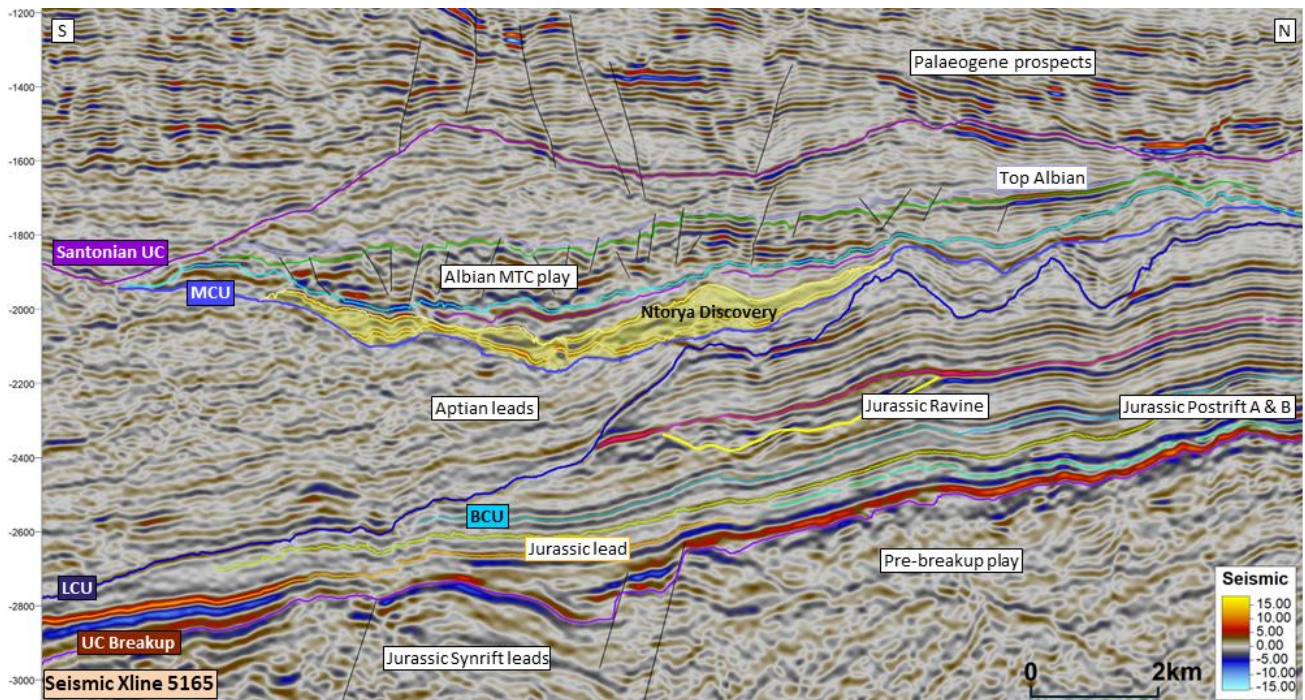 -1200
S
N
Palaeogene prospects
-1400
-1600
Top Albian
-1800
Santonian UC
Albian MTC play
MCU
-2000
Ntorya Discovery
-2200
Aptian leads
Jurassic Ravine
Jurassic Postrift A & B
-2400
BCU
-2600
Jurassic lead
Pre-breakup play
LCU
-2800
UC Breakup
Jurassic Synrift leads
Seismic
15.00
10.00
5.00
0.00
-5.00
-10.00
-15.00
0 2km
Seismic Xline 5165
-3000